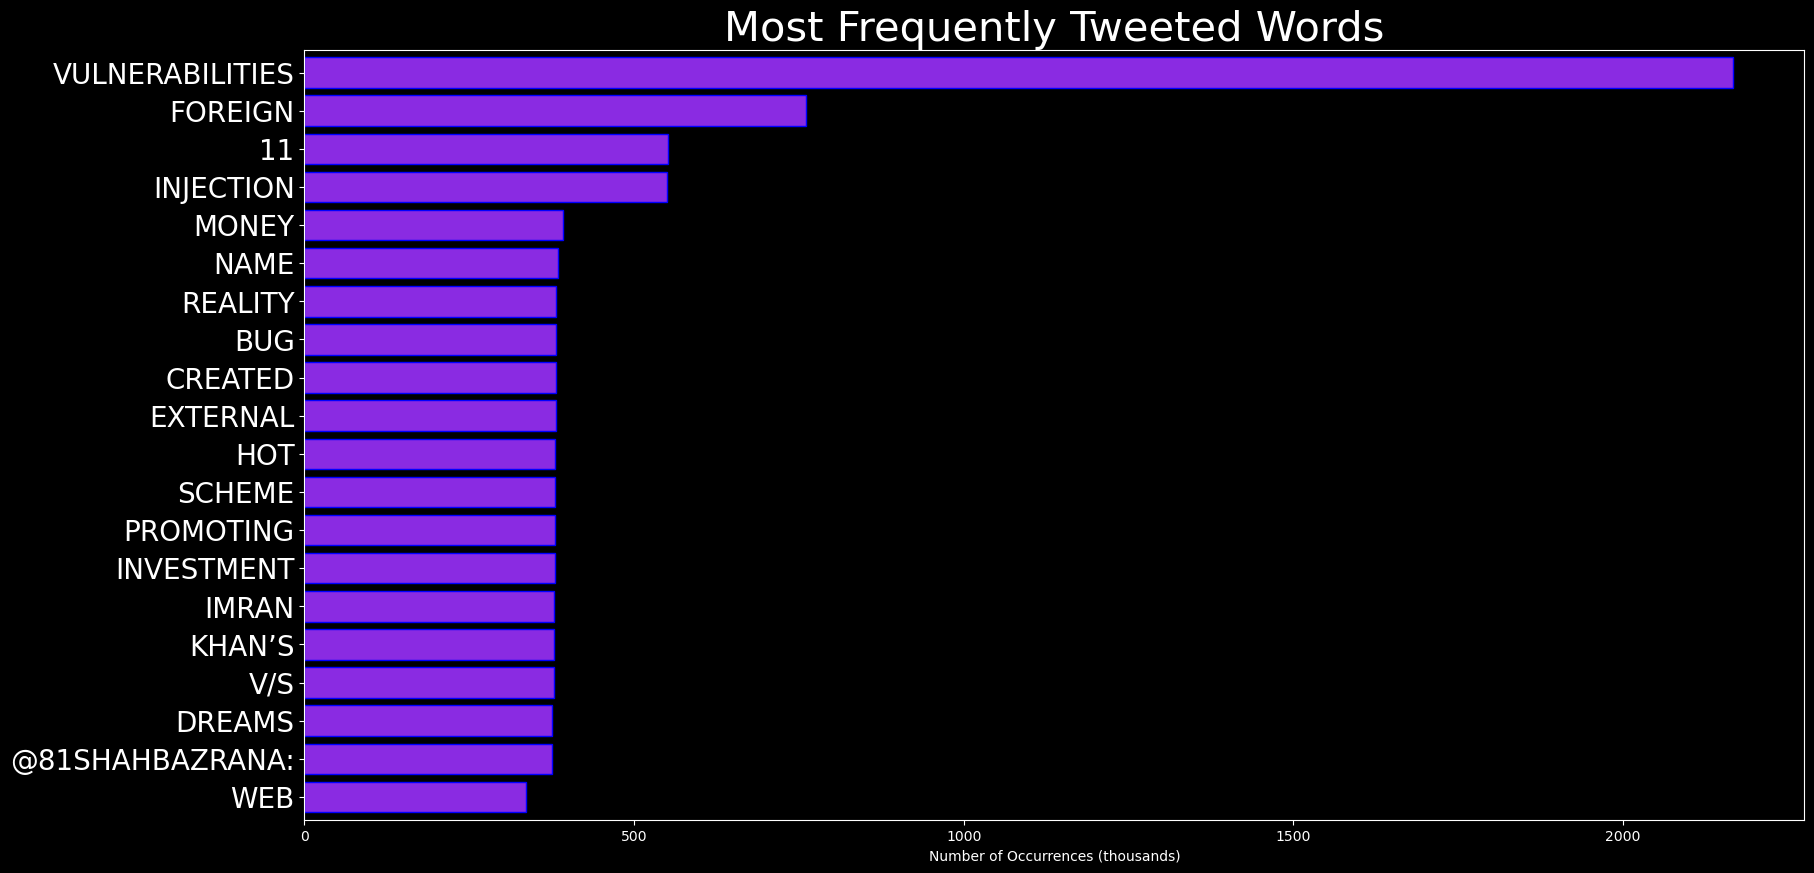 Most Frequently Tweeted Words
VULNERABILITIES
FOREIGN
11
INJECTION
MONEY
NAME
REALITY
BUG
CREATED
EXTERNAL
HOT
SCHEME
PROMOTING
INVESTMENT
IMRAN
KHAN’S
V/S
DREAMS
@81SHAHBAZRANA:
WEB
0 500 1000 1500 2000
Number of Occurrences (thousands)